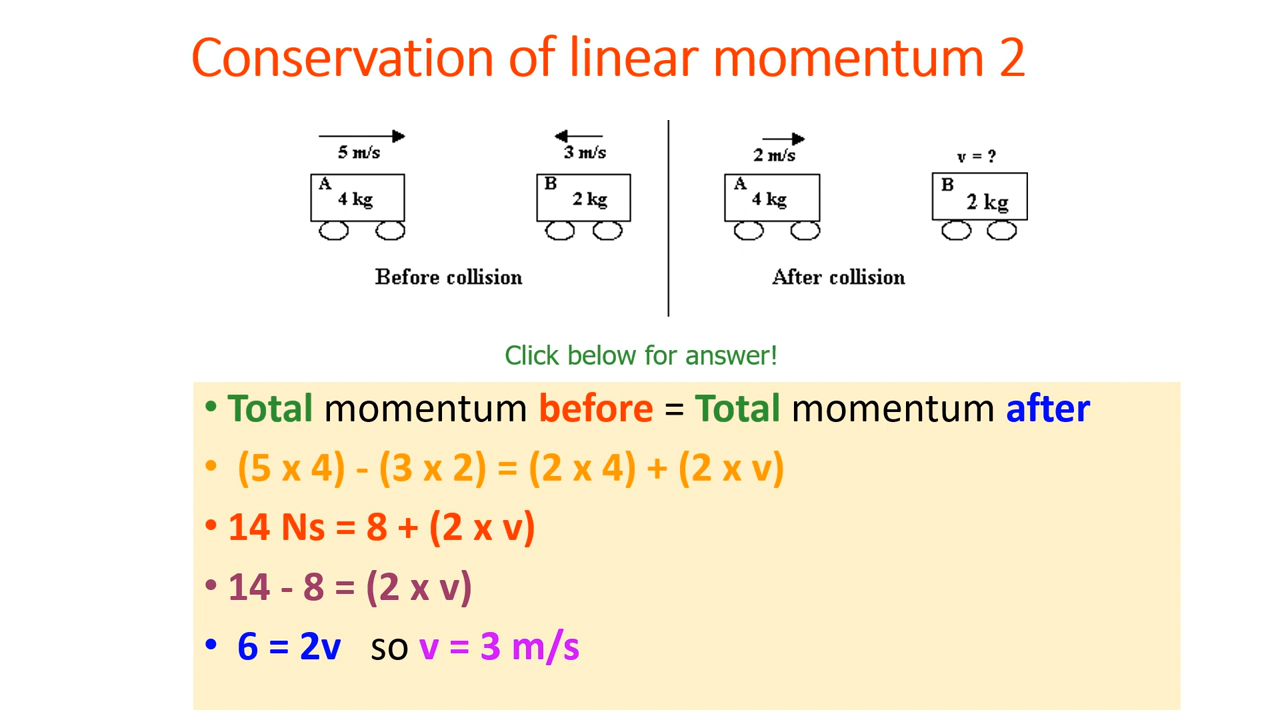 Conservation of linear momentum 2
5 m/s
3 m/s
2 m/s
v = ?
A
4 kg
B
2 kg
A
4 kg
B
2 kg
Before collision
After collision
Click below for answer!
• Total momentum before = Total momentum after
• (5 x 4) - (3 x 2) = (2 x 4) + (2 x v)
• 14 Ns = 8 + (2 x v)
• 14 - 8 = (2 x v)
• 6 = 2v so v = 3 m/s